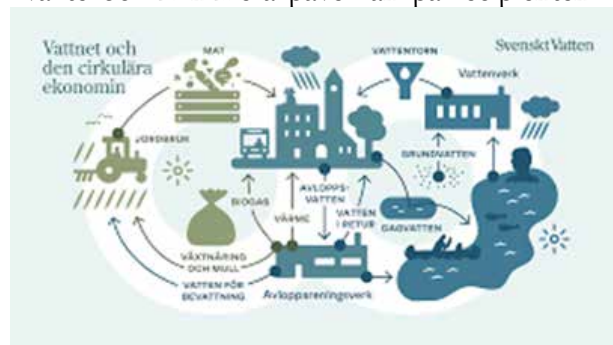 Vattnet och
den cirkulära
ekonomin
MAT
VATTENTORN
Svenskt Vatten
Vattenverk
JORDBRUK
GRUNDVATTEN
BIOGAS
VÄRME
AVLOPPS-
VATTEN
VATTEN
I RETUR
DAGVATTEN
VÄXTNÄRING
OCH MULL
VATTEN FÖR
BEVATTNING
Avloppsreningsverk